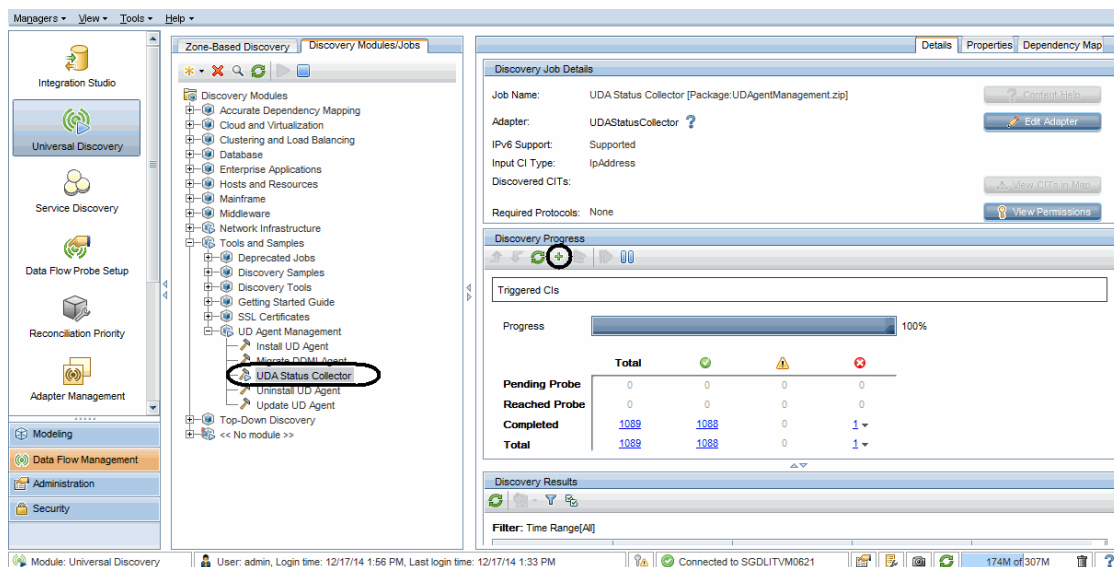 Managers View Tools Help
Integration Studio
Universal Discovery
Service Discovery
Data Flow Probe Setup
Reconciliation Priority
Adapter Management
Modeling
Data Flow Management
Administration
Security
Zone-Based Discovery Discovery Modules/Jobs
Discovery Modules
Accurate Dependency Mapping
Cloud and Virtualization
Clustering and Load Balancing
Database
Enterprise Applications
Hosts and Resources
Mainframe
Middleware
Network Infrastructure
Tools and Samples
Deprecated Jobs
Discovery Samples
Discovery Tools
Getting Started Guide
SSL Certificates
UD Agent Management
Install UD Agent
Migrate DDMI Agent
UDA Status Collector
Uninstall UD Agent
Update UD Agent
Top-Down Discovery
<< No module >>
Details Properties Dependency Map
Discovery Job Details
Job Name: UDA Status Collector [Package:UDAgentManagement.zip]
? Content Help
Adapter: UDAStatusCollector ?
Edit Adapter
IPv6 Support: Supported
Input CI Type: IpAddress
Discovered CITs:
View CITs in Map
Required Protocols: None
View Permissions
Discovery Progress
Triggered CIs
Progress 100%
Total
Pending Probe 0 0 0 0
Reached Probe 0 0 0 0
Completed 1089 1088 0 1
Total 1089 1088 0 1
Discovery Results
Filter: Time Range[All]
Module: Universal Discovery User: admin, Login time: 12/17/14 1:56 PM, Last login time: 12/17/14 1:33 PM Connected to SGDLITVM0621 174M of 307M ?